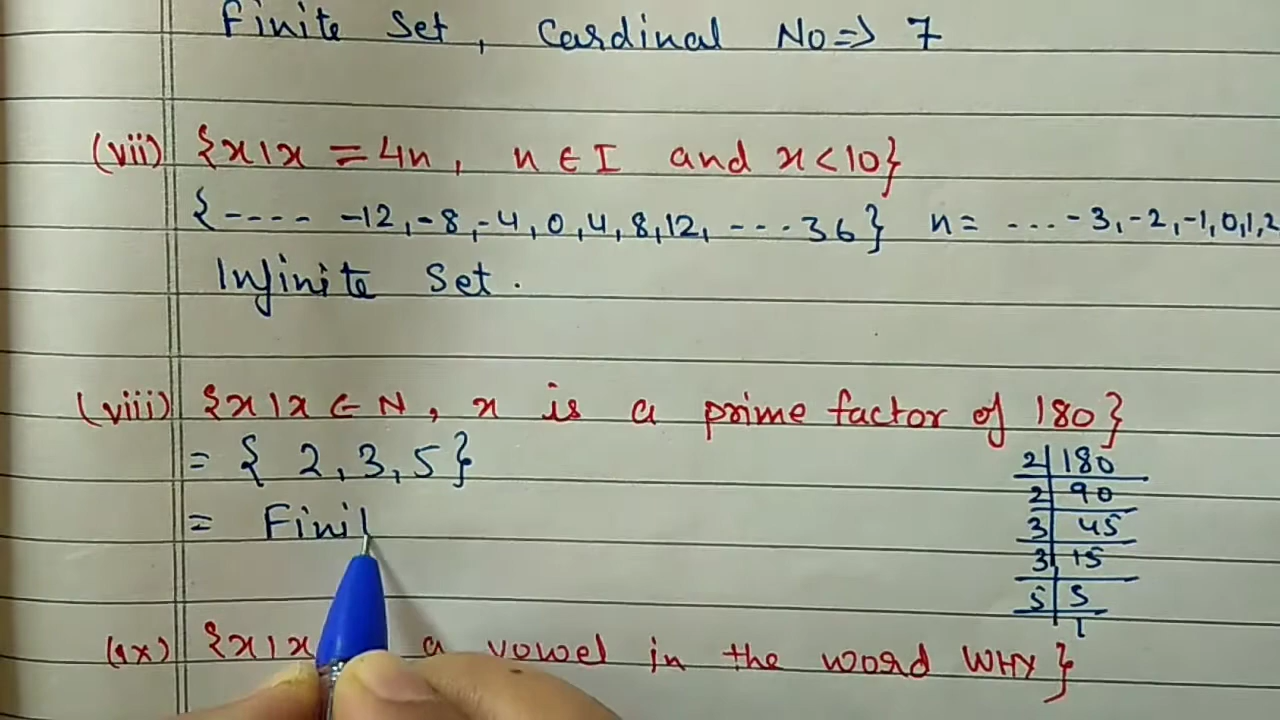 Finite Set, Cardinal No ⇒ 7
(vii) {x | x = 4n, n ∈ I and x < 10}
{---- -12, -8, -4, 0, 4, 8, 12, ---36} n = ... -3, -2, -1, 0, 1, 2
Infinite Set.
(viii) {x | x ∈ N, x is a prime factor of 180}
= { 2, 3, 5}
2 | 180
2 | 90
= Finit
3 | 45
3 | 15
5 | 5
1
(ix) {x | x a vowel in the word WHY}